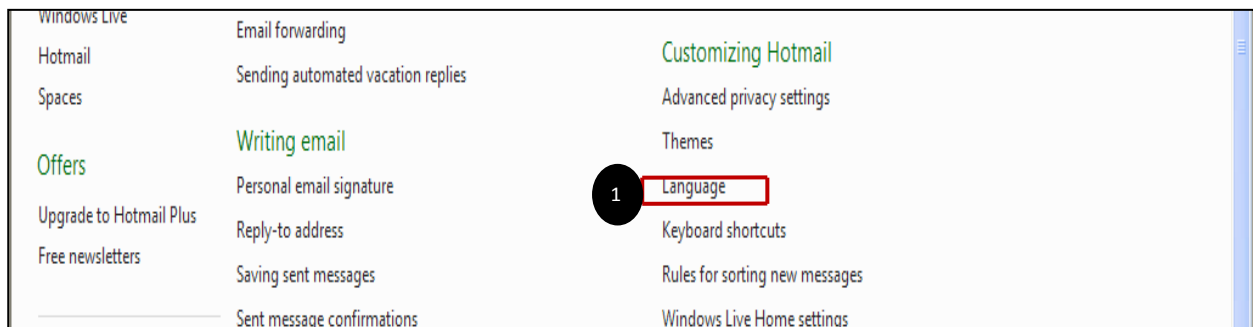 Windows Live
Hotmail
Spaces
Offers
Upgrade to Hotmail Plus
Free newsletters
Email forwarding
Sending automated vacation replies
Writing email
Personal email signature
Reply-to address
Saving sent messages
Sent message confirmations
Customizing Hotmail
Advanced privacy settings
Themes
1
Language
Keyboard shortcuts
Rules for sorting new messages
Windows Live Home settings